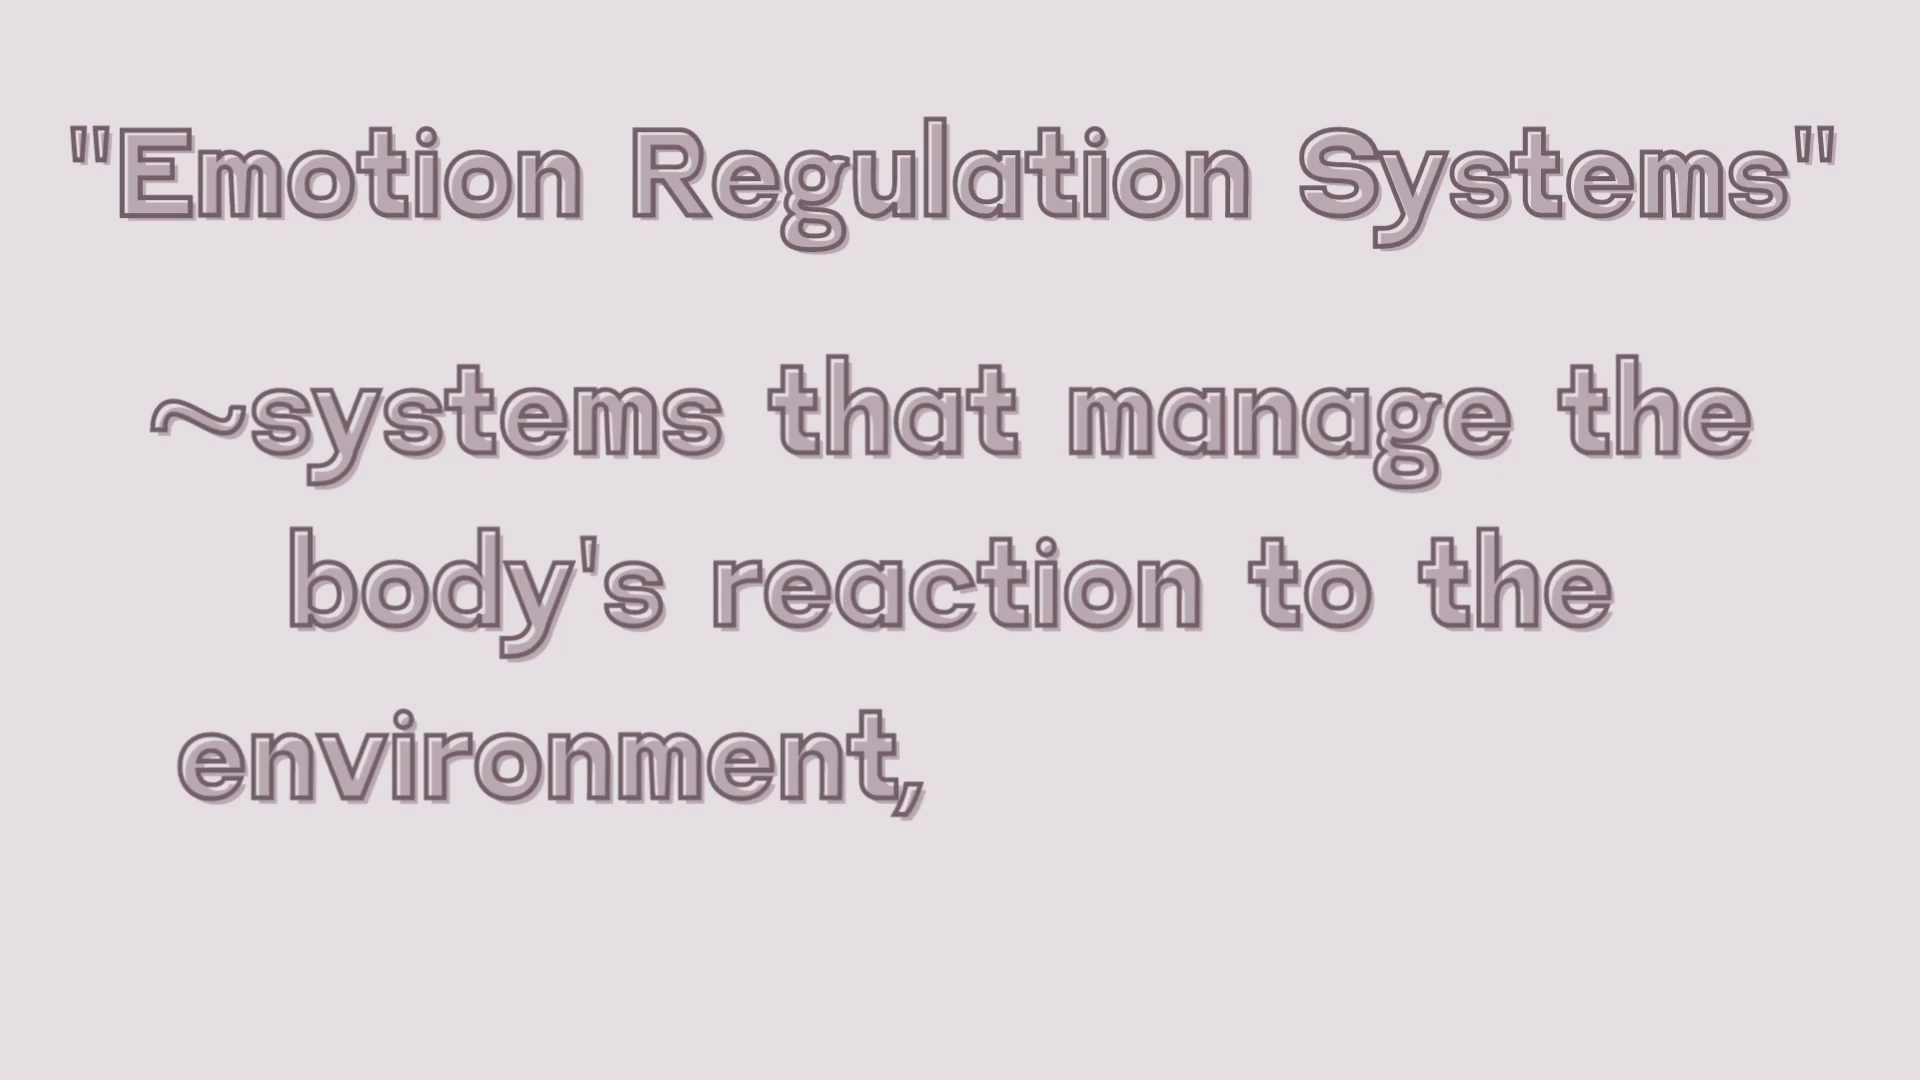 "Emotion Regulation Systems"
~systems that manage the
body's reaction to the
environment,